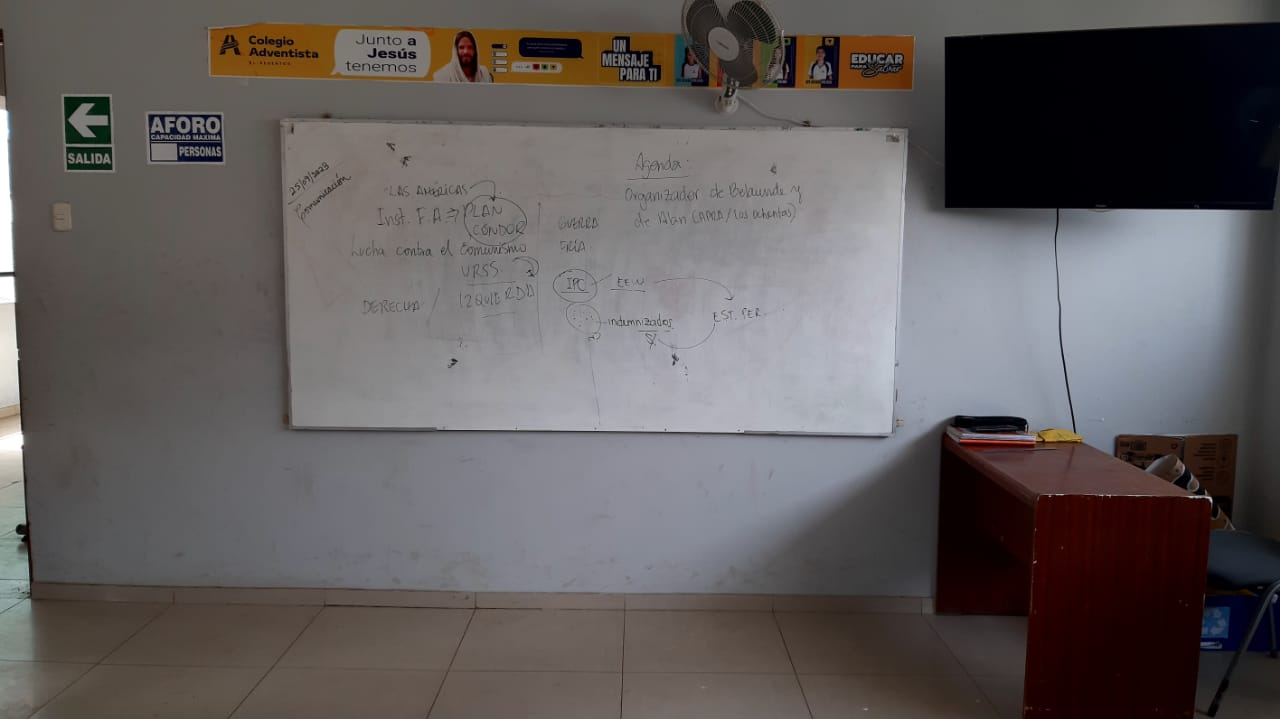 Colegio
Adventista
Junto a
Jesús
tenemos
UN
MENSAJE
PARA TI
EDUCAR
PARA Salvar
SALIDA
AFORO
CAPACIDAD MAXIMA
PERSONAS
25/09/2023
Comunicación
LAS AMÉRICAS
Inst. F.A => PLAN
CÓNDOR
Lucha contra el Comunismo
URSS
DERECHA / IZQUIERDA
GUERRA
FRÍA
IPC
EEUU
indemnizados
EST. PER.
Agenda:
Organizador de Belaunde y
de Alan (APRA/Los ochentas)